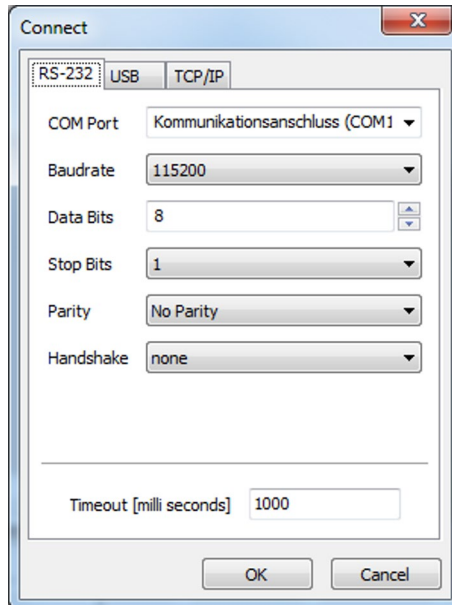 Connect
RS-232 USB TCP/IP
COM Port Kommunikationsanschluss (COM1
Baudrate 115200
Data Bits 8
Stop Bits 1
Parity No Parity
Handshake none
Timeout [milli seconds] 1000
OK Cancel